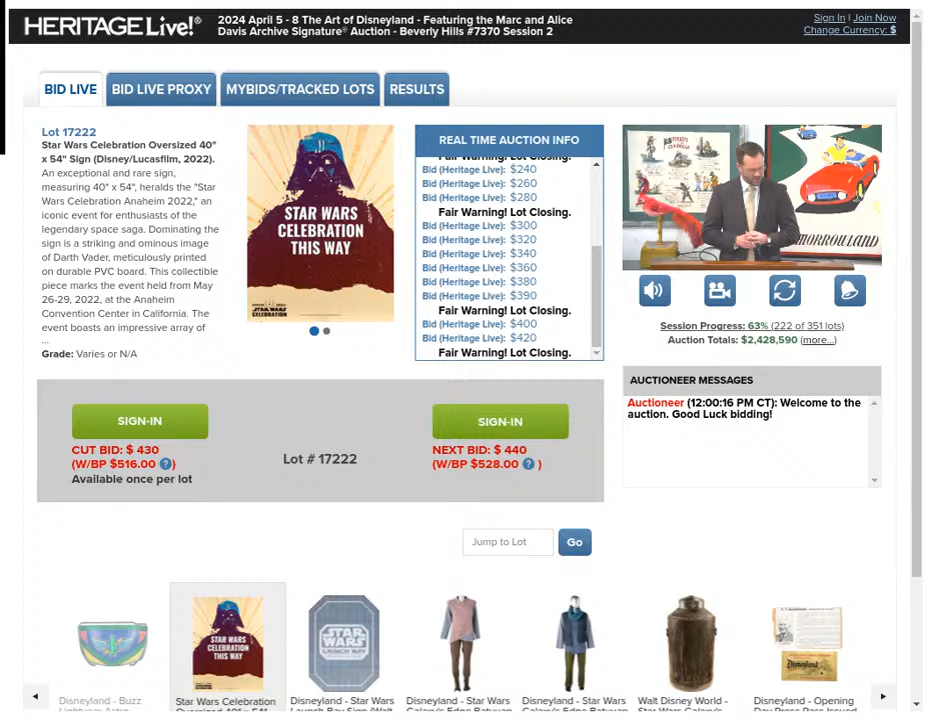 HERITAGE Live!®
2024 April 5 - 8 The Art of Disneyland - Featuring the Marc and Alice
Davis Archive Signature® Auction - Beverly Hills #7370 Session 2
Sign In | Join Now
Change Currency: $
BID LIVE
BID LIVE PROXY
MYBIDS/TRACKED LOTS
RESULTS
Lot 17222
Star Wars Celebration Oversized 40"
x 54" Sign (Disney/Lucasfilm, 2022).
An exceptional and rare sign,
measuring 40" x 54", heralds the "Star
Wars Celebration Anaheim 2022," an
iconic event for enthusiasts of the
legendary space saga. Dominating the
sign is a striking and ominous image
of Darth Vader, meticulously printed
on durable PVC board. This collectible
piece marks the event held from May
26-29, 2022, at the Anaheim
Convention Center in California. The
event boasts an impressive array of
...
Grade: Varies or N/A
STAR WARS
CELEBRATION
THIS WAY
STAR WARS
CELEBRATION
REAL TIME AUCTION INFO
Fair Warning! Lot Closing.
Bid (Heritage Live): $240
Bid (Heritage Live): $260
Bid (Heritage Live): $280
Fair Warning! Lot Closing.
Bid (Heritage Live): $300
Bid (Heritage Live): $320
Bid (Heritage Live): $340
Bid (Heritage Live): $360
Bid (Heritage Live): $380
Bid (Heritage Live): $390
Fair Warning! Lot Closing.
Bid (Heritage Live): $400
Bid (Heritage Live): $420
Fair Warning! Lot Closing.
Session Progress: 63% (222 of 351 lots)
Auction Totals: $2,428,590 (more...)
AUCTIONEER MESSAGES
Auctioneer (12:00:16 PM CT): Welcome to the
auction. Good Luck bidding!
SIGN-IN
CUT BID: $ 430
(W/BP $516.00 ?)
Available once per lot
Lot # 17222
SIGN-IN
NEXT BID: $ 440
(W/BP $528.00 ? )
Jump to Lot
Go
STAR WARS
CELEBRATION
THIS WAY
STAR WARS
LAUNCH BAY
Disneyland
Disneyland - Buzz
Lightyear Astro
Star Wars Celebration
Oversized 40" x 54"
Disneyland - Star Wars
Launch Bay Sign (Walt
Disneyland - Star Wars
Galaxy's Edge Batuuan
Disneyland - Star Wars
Galaxy's Edge Batuuan
Walt Disney World -
Star Wars Galaxy's
Disneyland - Opening
Day Press Pass Issued